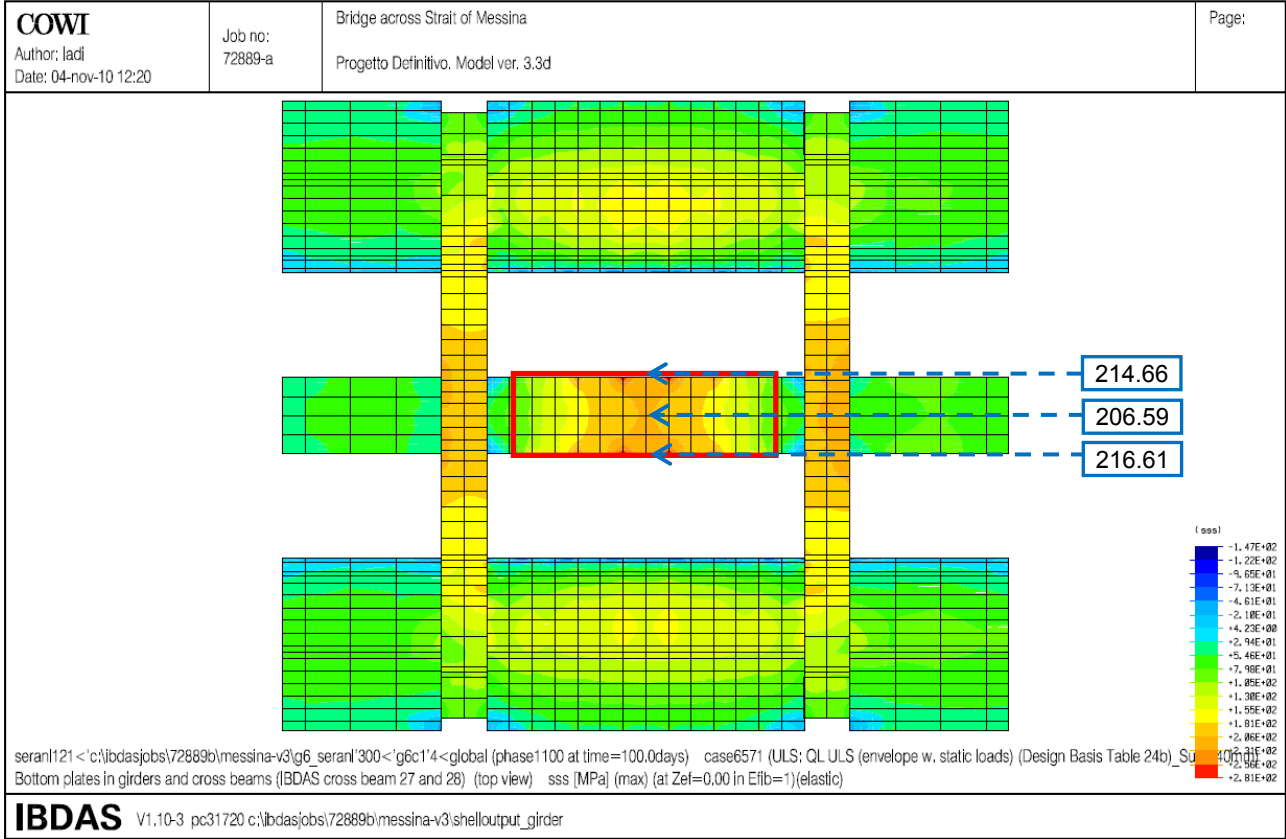 COWI
Author: ladi
Date: 04-nov-10 12:20
Job no:
72889-a
Bridge across Strait of Messina
Progetto Definitivo. Model ver. 3.3d
Page:
214.66
206.59
216.61
( sss)
-1.47E+02
-1.22E+02
-9.65E+01
-7.13E+01
-4.61E+01
-2.10E+01
+4.23E+00
+2.94E+01
+5.46E+01
+7.98E+01
+1.05E+02
+1.30E+02
+1.55E+02
+1.81E+02
+2.06E+02
+2.31E+02
+2.56E+02
+2.81E+02
seranl121<'c:\ibdasjobs\72889b\messina-v3\g6_seranl'300<'g6c1'4<global (phase1100 at time=100.0days) case6571 (ULS: QL ULS (envelope w. static loads) (Design Basis Table 24b)_
Bottom plates in girders and cross beams (IBDAS cross beam 27 and 28) (top view) sss [MPa] (max) (at Zef=0.00 in Efib=1)(elastic)
IBDAS V1.10-3 pc31720 c:\ibdasjobs\72889b\messina-v3\shelloutput_girder